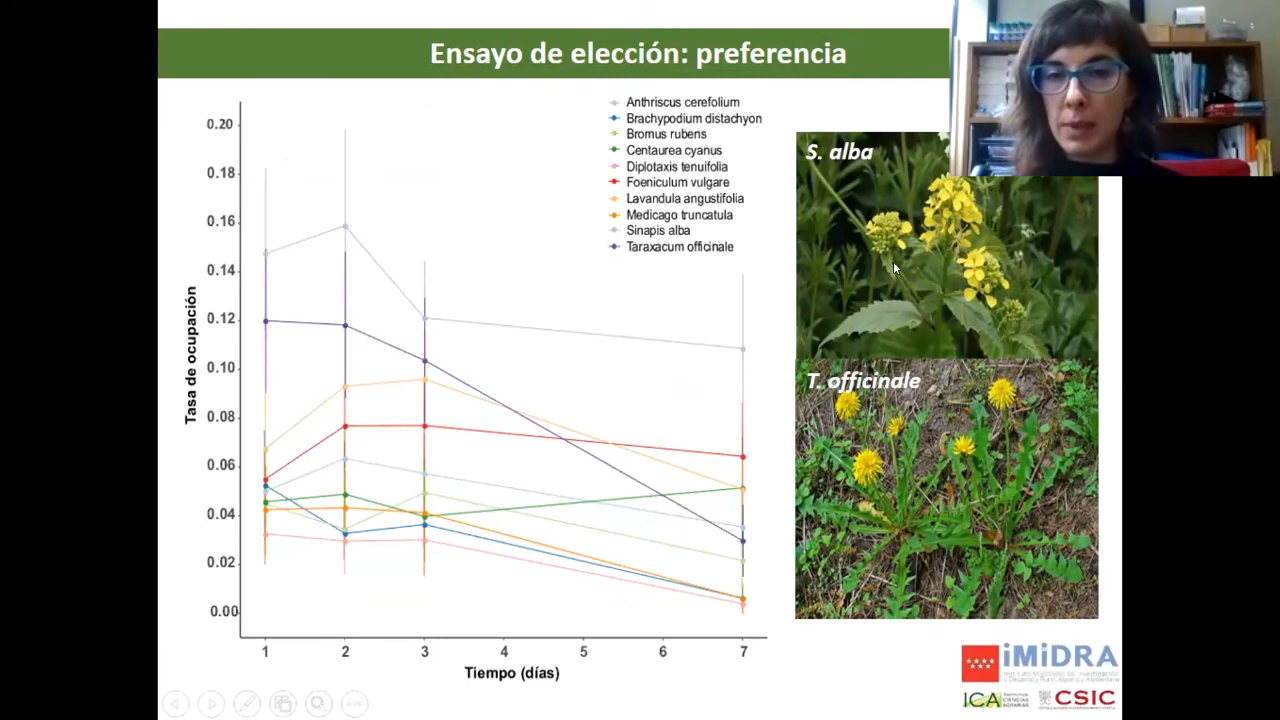 Ensayo de elección: preferencia
Tasa de ocupación
0.20
0.18
0.16
0.14
0.12
0.10
0.08
0.06
0.04
0.02
0.00
1 2 3 4 5 6 7
Tiempo (días)
Anthriscus cerefolium
Brachypodium distachyon
Bromus rubens
Centaurea cyanus
Diplotaxis tenuifolia
Foeniculum vulgare
Lavandula angustifolia
Medicago truncatula
Sinapis alba
Taraxacum officinale
S. alba
T. officinale
iMiDRA
ICA
CSIC